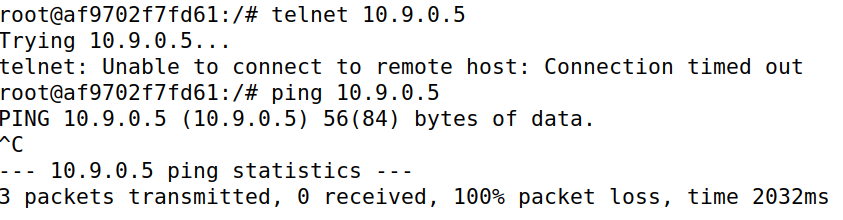 root@af9702f7fd61:/# telnet 10.9.0.5
Trying 10.9.0.5...
telnet: Unable to connect to remote host: Connection timed out
root@af9702f7fd61:/# ping 10.9.0.5
PING 10.9.0.5 (10.9.0.5) 56(84) bytes of data.
^C
--- 10.9.0.5 ping statistics ---
3 packets transmitted, 0 received, 100% packet loss, time 2032ms